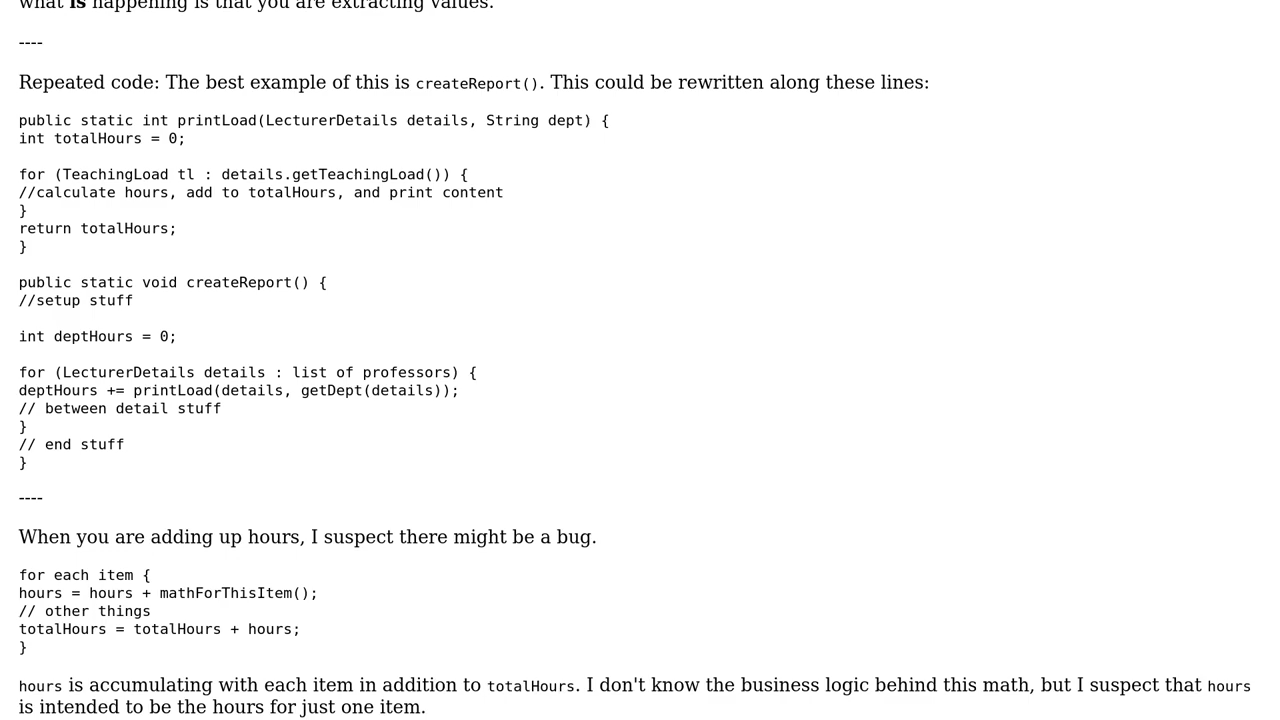 what is happening is that you are extracting values.
----
Repeated code: The best example of this is createReport(). This could be rewritten along these lines:
public static int printLoad(LecturerDetails details, String dept) {
int totalHours = 0;
for (TeachingLoad tl : details.getTeachingLoad()) {
//calculate hours, add to totalHours, and print content
}
return totalHours;
}
public static void createReport() {
//setup stuff
int deptHours = 0;
for (LecturerDetails details : list of professors) {
deptHours += printLoad(details, getDept(details));
// between detail stuff
}
// end stuff
}
----
When you are adding up hours, I suspect there might be a bug.
for each item {
hours = hours + mathForThisItem();
// other things
totalHours = totalHours + hours;
}
hours is accumulating with each item in addition to totalHours. I don't know the business logic behind this math, but I suspect that hours
is intended to be the hours for just one item.